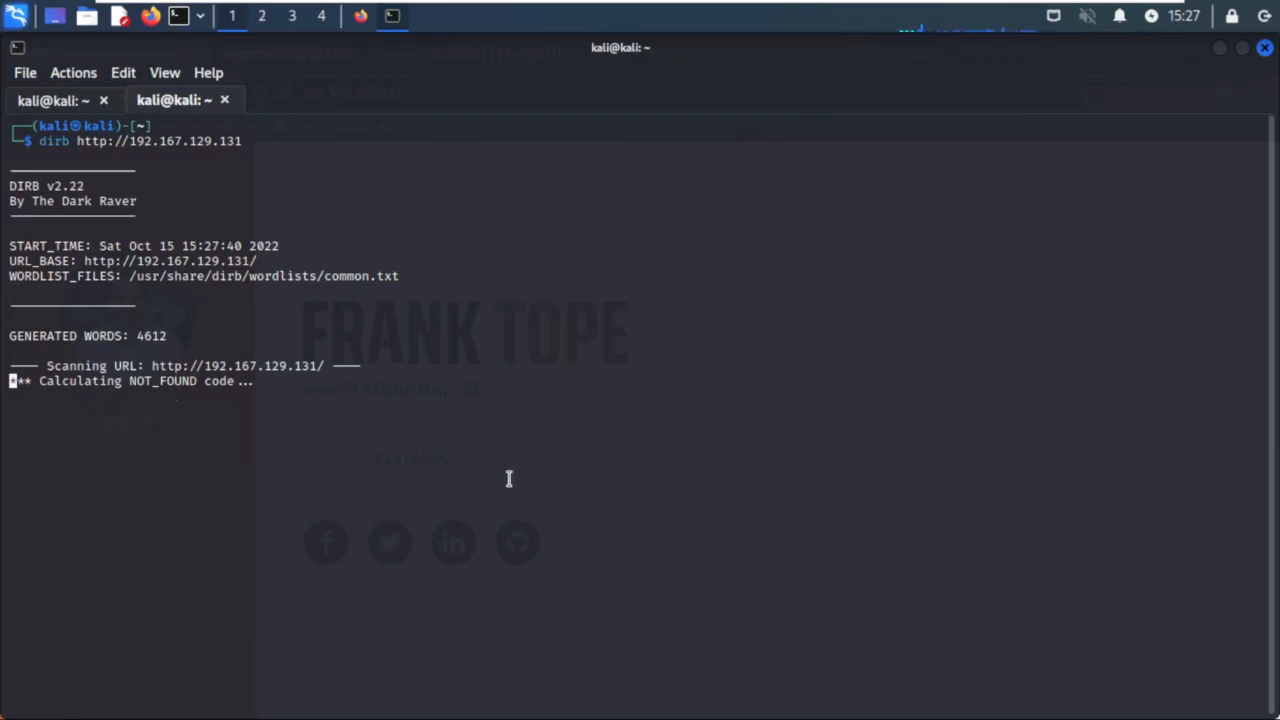 1 2 3 4 15:27
kali@kali: ~
File Actions Edit View Help
kali@kali: ~ × kali@kali: ~ ×
┌──(kali㉿kali)-[~]
└─$ dirb http://192.167.129.131
DIRB v2.22
By The Dark Raver
START_TIME: Sat Oct 15 15:27:40 2022
URL_BASE: http://192.167.129.131/
WORDLIST_FILES: /usr/share/dirb/wordlists/common.txt
FRANK TOPE
GENERATED WORDS: 4612
---- Scanning URL: http://192.167.129.131/ ----
*** Calculating NOT_FOUND code...